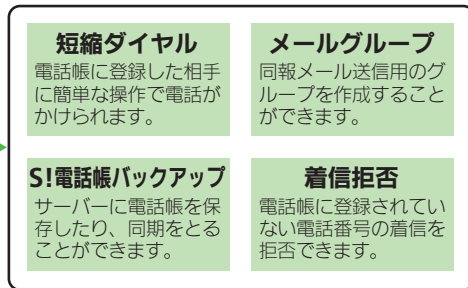 短縮ダイヤル
電話帳に登録した相手
に簡単な操作で電話が
かけられます。
メールグループ
同報メール送信用のグ
ループを作成すること
ができます。
S!電話帳バックアップ
サーバーに電話帳を保
存したり、同期をとる
ことができます。
着信拒否
電話帳に登録されてい
ない電話番号の着信を
拒否できます。